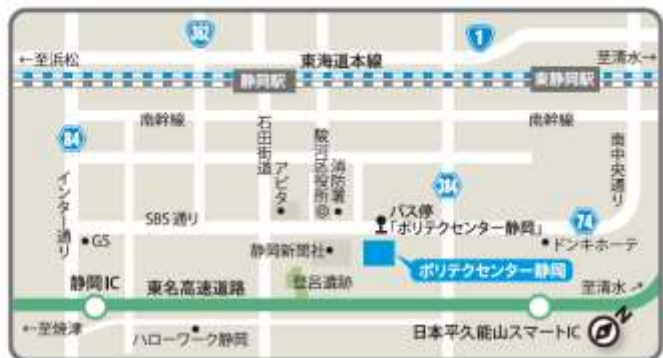 362
1
←至浜松
東海道本線
至清水→
静岡駅
東静岡駅
南幹線
南幹線
84
石田街道
アピタ
駿河区役所
消防署
384
南中央通り
インター通り
SBS通り
バス停
「ポリテクセンター静岡」
74
GS
静岡新聞社
ドンキホーテ
ポリテクセンター静岡
静岡IC
東名高速道路
登呂遺跡
至清水→
←至焼津
ハローワーク静岡
日本平久能山スマートIC
N